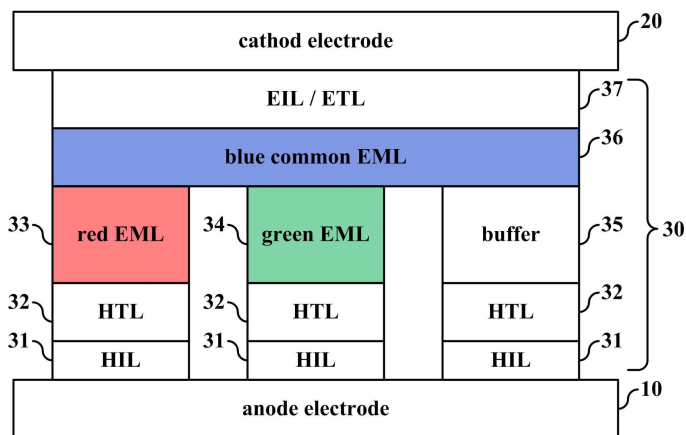 cathod electrode 20
EIL / ETL 37
blue common EML 36
33 red EML 34 green EML buffer 35 30
32 HTL 32 HTL HTL 32
31 HIL 31 HIL HIL 31
anode electrode 10